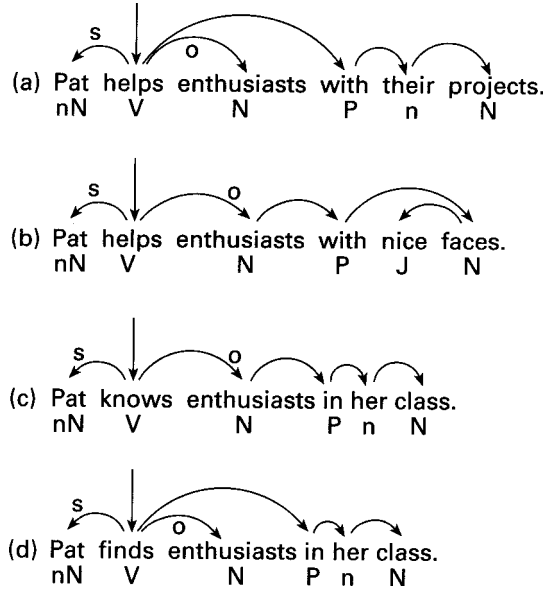 s
o
(a) Pat helps enthusiasts with their projects.
nN V N P n N
s
o
(b) Pat helps enthusiasts with nice faces.
nN V N P J N
s
o
(c) Pat knows enthusiasts in her class.
nN V N P n N
s
o
(d) Pat finds enthusiasts in her class.
nN V N P n N